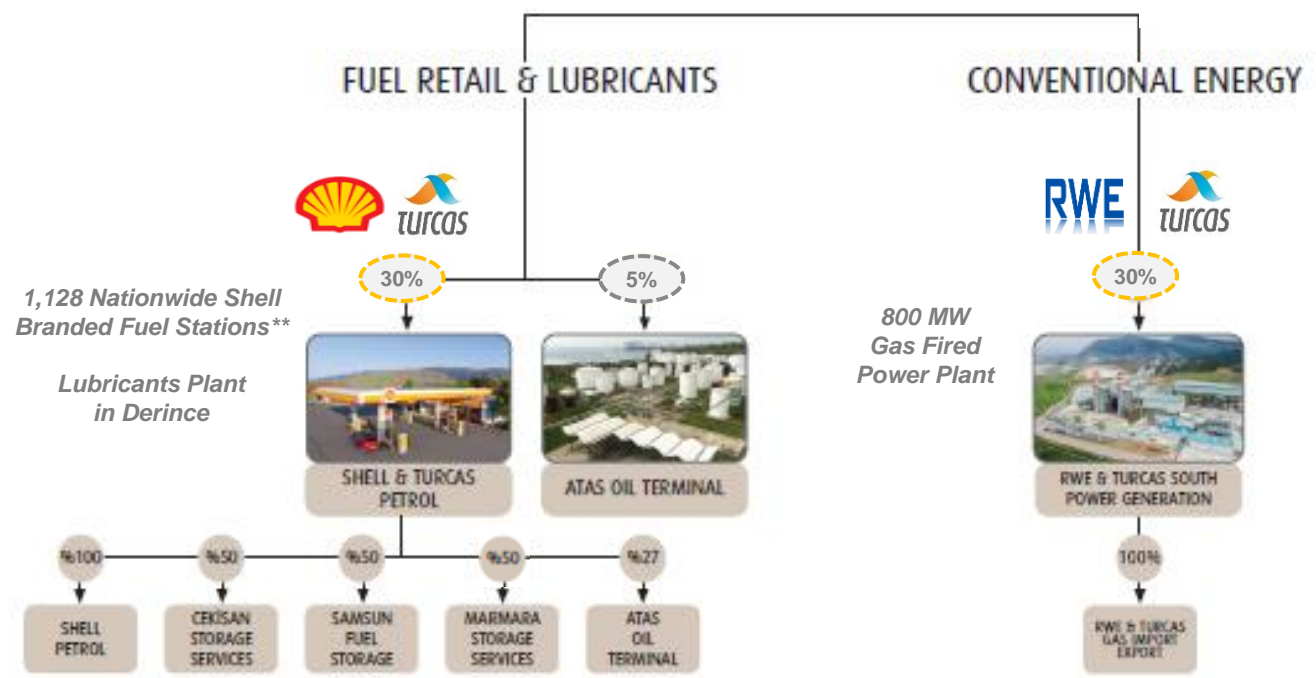 FUEL RETAIL & LUBRICANTS
CONVENTIONAL ENERGY
TURCAS
RWE
TURCAS
30%
5%
30%
1,128 Nationwide Shell
Branded Fuel Stations**
Lubricants Plant
in Derince
800 MW
Gas Fired
Power Plant
SHELL & TURCAS
PETROL
ATAS OIL TERMINAL
RWE & TURCAS SOUTH
POWER GENERATION
%100
%50
%50
%50
%27
100%
SHELL
PETROL
CEKİSAN
STORAGE
SERVICES
SAMSUN
FUEL
STORAGE
MARMARA
STORAGE
SERVICES
ATAS
OIL
TERMINAL
RWE & TURCAS
GAS IMPORT
EXPORT